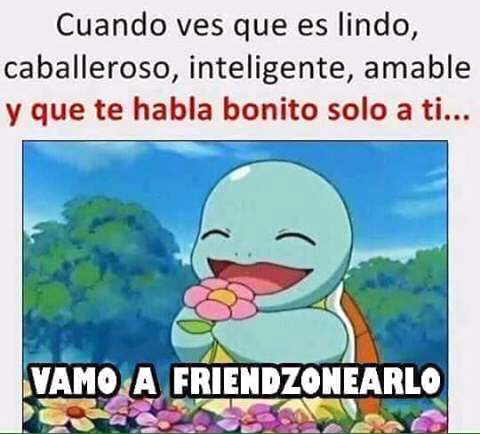 Cuando ves que es lindo,
caballeroso, inteligente, amable
y que te habla bonito solo a ti...
VAMO A FRIENDZONEARLO